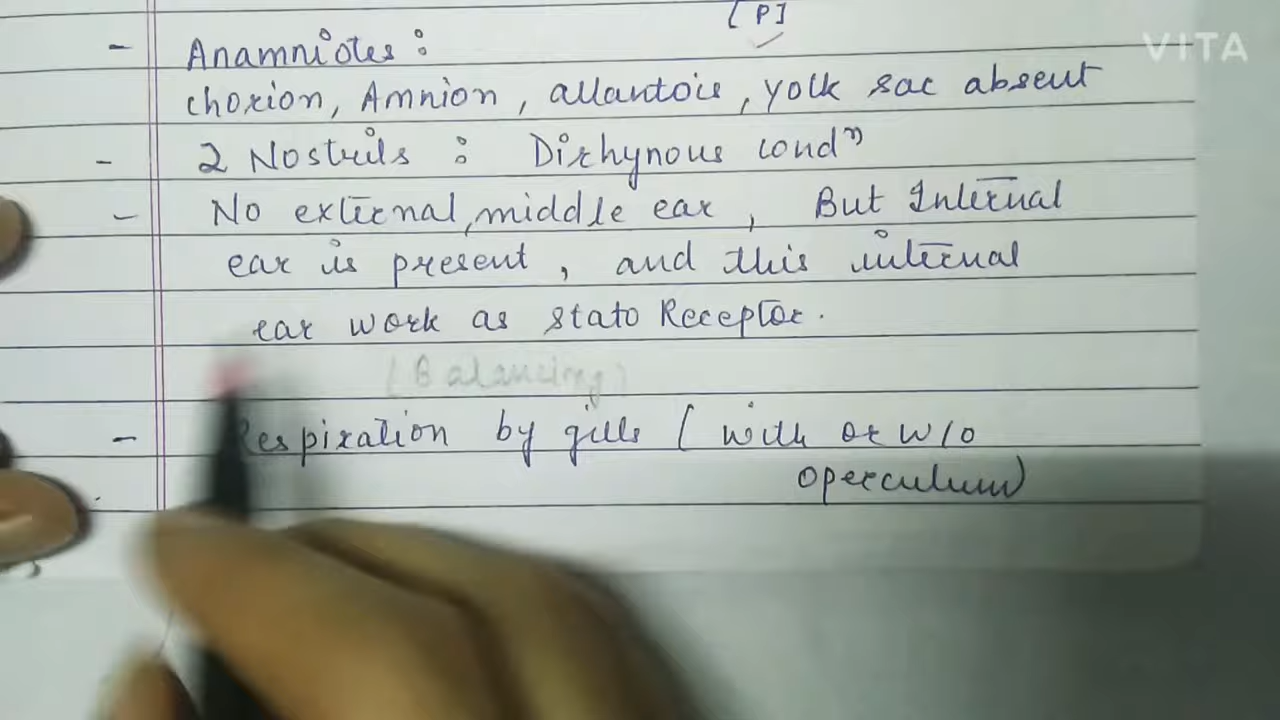 [P]
VITA
- Anamniotes :
chorion, Amnion, allantois, yolk sac absent
- 2 Nostrils : Dirhynous condn
- No external, middle ear, But Internal
ear is present, and this internal
ear work as stato Receptor.
(Balancing)
- Respiration by gills (with or w/o
operculum)